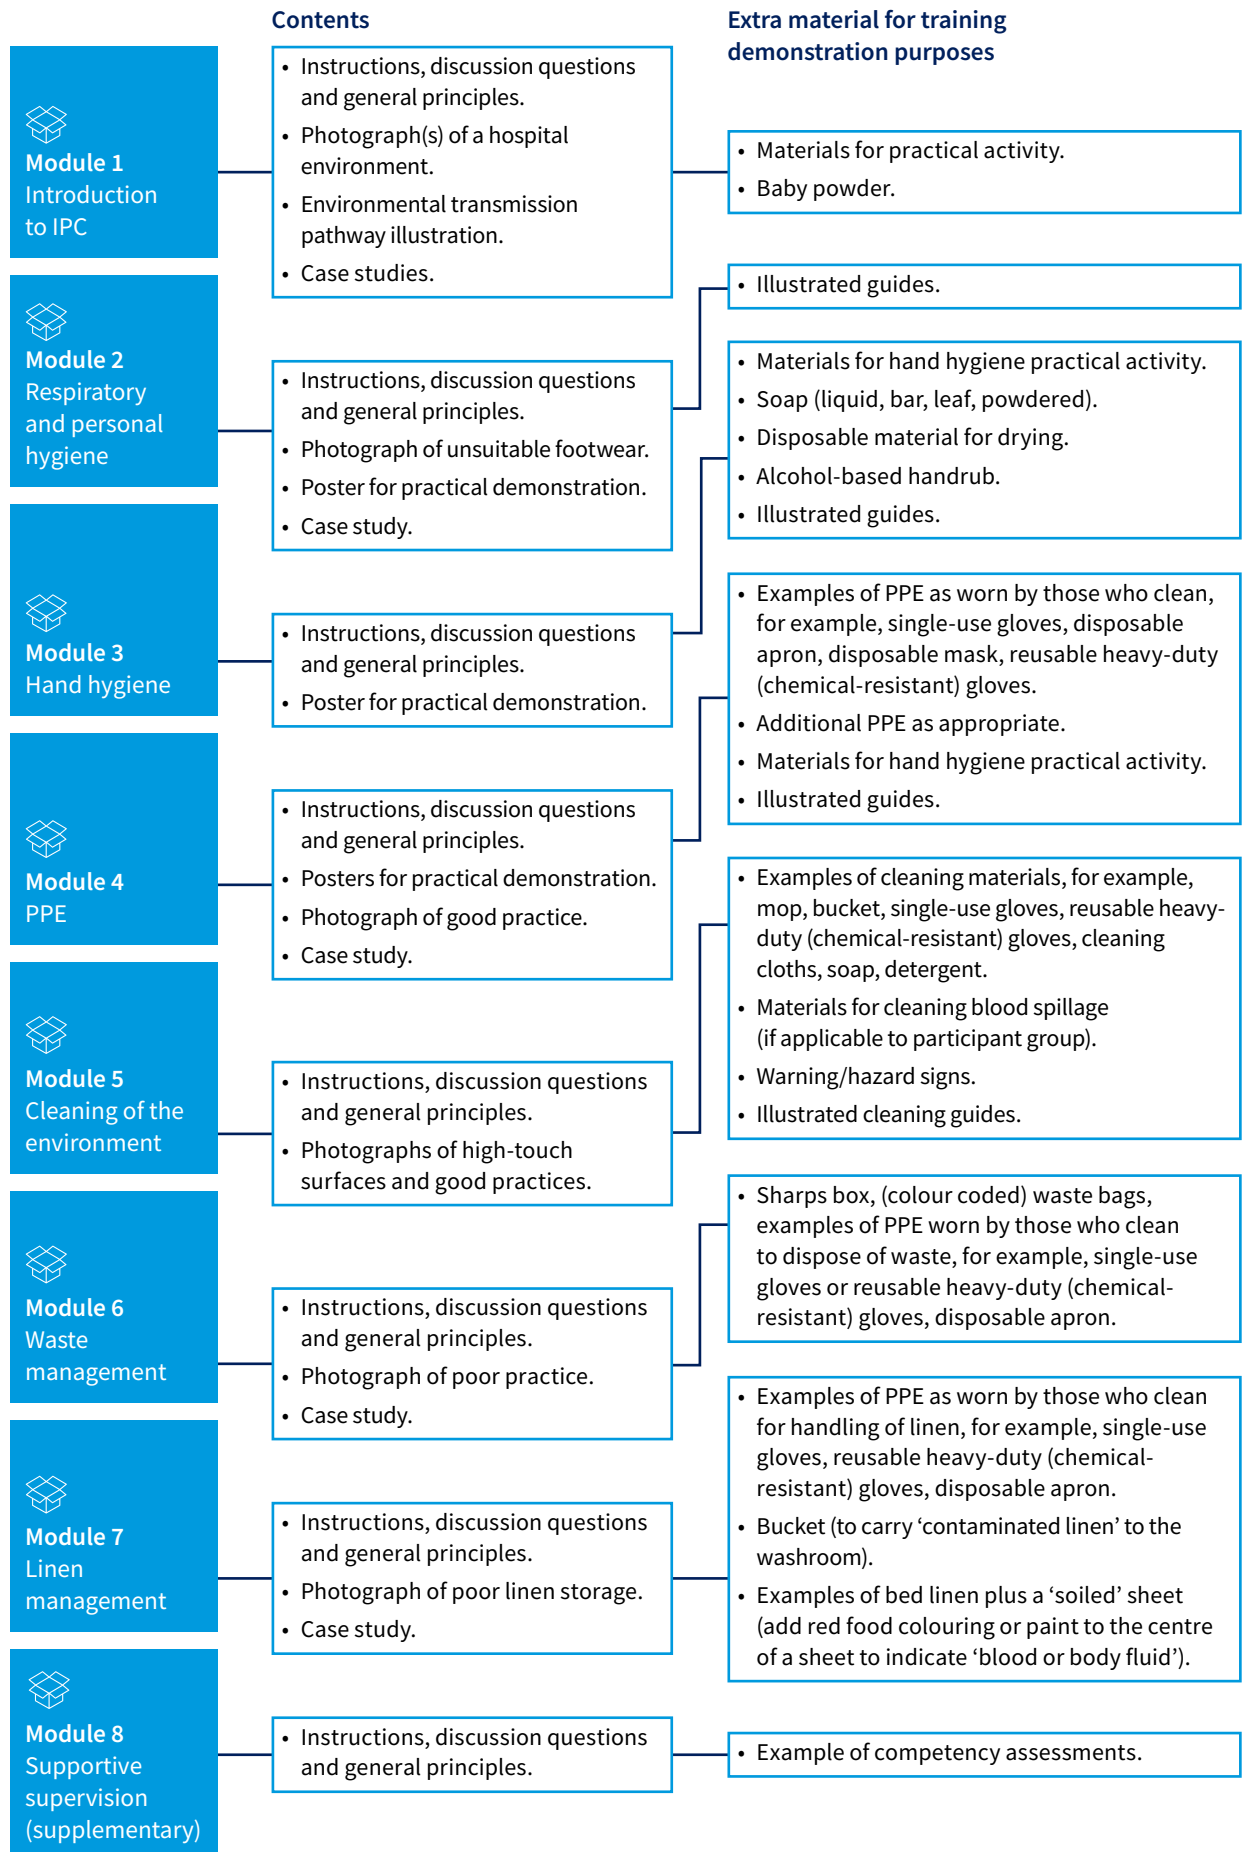 Contents
Extra material for training
demonstration purposes
Module 1
Introduction
to IPC
• Instructions, discussion questions
and general principles.
• Photograph(s) of a hospital
environment.
• Environmental transmission
pathway illustration.
• Case studies.
• Materials for practical activity.
• Baby powder.
Module 2
Respiratory
and personal
hygiene
• Instructions, discussion questions
and general principles.
• Photograph of unsuitable footwear.
• Poster for practical demonstration.
• Case study.
• Illustrated guides.
Module 3
Hand hygiene
• Instructions, discussion questions
and general principles.
• Poster for practical demonstration.
• Materials for hand hygiene practical activity.
• Soap (liquid, bar, leaf, powdered).
• Disposable material for drying.
• Alcohol-based handrub.
• Illustrated guides.
Module 4
PPE
• Instructions, discussion questions
and general principles.
• Posters for practical demonstration.
• Photograph of good practice.
• Case study.
• Examples of PPE as worn by those who clean,
for example, single-use gloves, disposable
apron, disposable mask, reusable heavy-duty
(chemical-resistant) gloves.
• Additional PPE as appropriate.
• Materials for hand hygiene practical activity.
• Illustrated guides.
Module 5
Cleaning of the
environment
• Instructions, discussion questions
and general principles.
• Photographs of high-touch
surfaces and good practices.
• Examples of cleaning materials, for example,
mop, bucket, single-use gloves, reusable heavy-
duty (chemical-resistant) gloves, cleaning
cloths, soap, detergent.
• Materials for cleaning blood spillage
(if applicable to participant group).
• Warning/hazard signs.
• Illustrated cleaning guides.
Module 6
Waste
management
• Instructions, discussion questions
and general principles.
• Photograph of poor practice.
• Case study.
• Sharps box, (colour coded) waste bags,
examples of PPE worn by those who clean
to dispose of waste, for example, single-use
gloves or reusable heavy-duty (chemical-
resistant) gloves, disposable apron.
Module 7
Linen
management
• Instructions, discussion questions
and general principles.
• Photograph of poor linen storage.
• Case study.
• Examples of PPE as worn by those who clean
for handling of linen, for example, single-use
gloves, reusable heavy-duty (chemical-
resistant) gloves, disposable apron.
• Bucket (to carry ‘contaminated linen’ to the
washroom).
• Examples of bed linen plus a ‘soiled’ sheet
(add red food colouring or paint to the centre
of a sheet to indicate ‘blood or body fluid’).
Module 8
Supportive
supervision
(supplementary)
• Instructions, discussion questions
and general principles.
• Example of competency assessments.